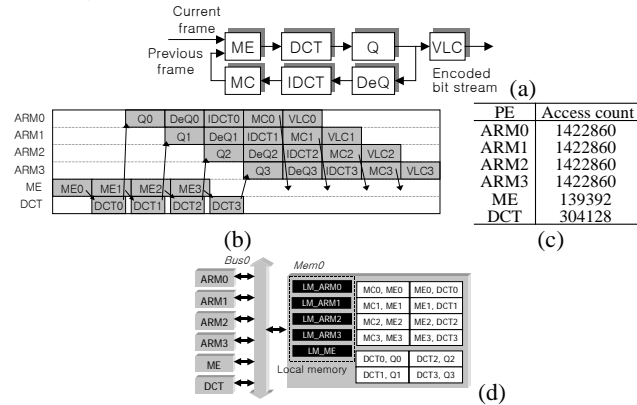 Current
frame
Previous
frame
ME
DCT
Q
VLC
MC
IDCT
DeQ
Encoded
bit stream
(a)
ARM0
Q0 DeQ0 IDCT0 MC0 VLC0
ARM1
Q1 DeQ1 IDCT1 MC1 VLC1
ARM2
Q2 DeQ2 IDCT2 MC2 VLC2
ARM3
Q3 DeQ3 IDCT3 MC3 VLC3
ME
ME0 ME1 ME2 ME3
DCT
DCT0 DCT1 DCT2 DCT3
(b)
PE Access count
ARM0 1422860
ARM1 1422860
ARM2 1422860
ARM3 1422860
ME 139392
DCT 304128
(c)
Bus0
Mem0
ARM0
ARM1
ARM2
ARM3
ME
DCT
LM_ARM0
LM_ARM1
LM_ARM2
LM_ARM3
LM_ME
Local memory
MC0, ME0 ME0, DCT0
MC1, ME1 ME1, DCT1
MC2, ME2 ME2, DCT2
MC3, ME3 ME3, DCT3
DCT0, Q0 DCT2, Q2
DCT1, Q1 DCT3, Q3
(d)